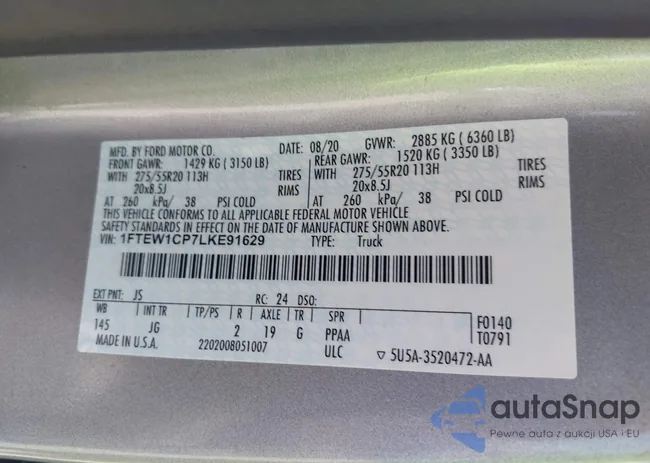 MFD. BY FORD MOTOR CO. DATE: 08/20 GVWR: 2885 KG ( 6360 LB)
FRONT GAWR: 1429 KG ( 3150 LB) REAR GAWR: 1520 KG ( 3350 LB)
WITH 275/55R20 113H TIRES WITH 275/55R20 113H TIRES
20x8.5J RIMS 20x8.5J RIMS
AT 260 kPa/ 38 PSI COLD AT 260 kPa/ 38 PSI COLD
THIS VEHICLE CONFORMS TO ALL APPLICABLE FEDERAL MOTOR VEHICLE
SAFETY STANDARDS IN EFFECT ON THE DATE OF MANUFACTURE SHOWN ABOVE.
VIN: 1FTEW1CP7LKE91629 TYPE: Truck
EXT PNT: JS RC: 24 DSO:
WB INT TR TP/PS R AXLE TR SPR F0140
145 JG 2 19 G PPAA T0791
MADE IN U.S.A. 2202008051007 ULC ▽ 5U5A-3520472-AA
autoSnap
Pewne auta z aukcji USA i EU